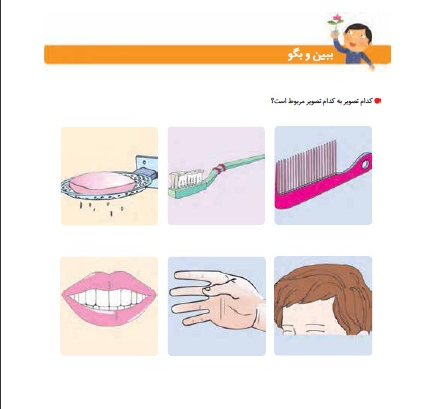 ببین و بگو
کدام تصویر به کدام تصویر مربوط است؟